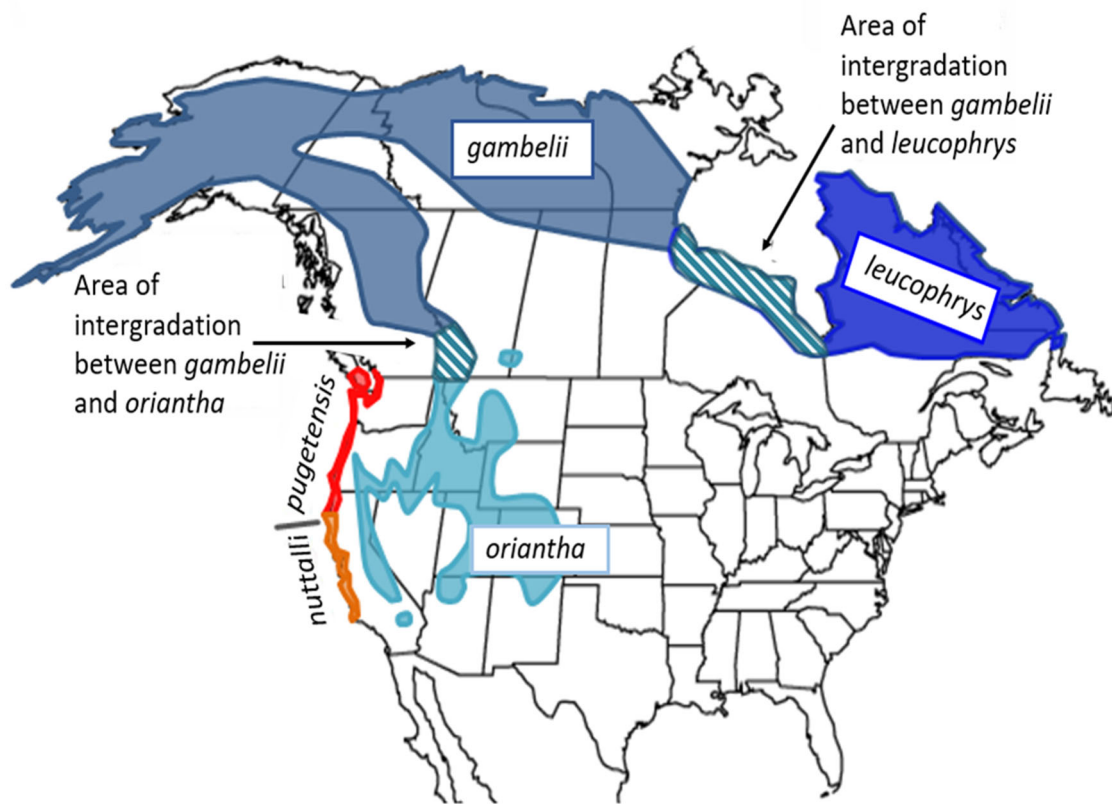 Area of
intergradation
between gambelii
and leucophrys
gambelii
leucophrys
Area of
intergradation
between gambelii
and oriantha
pugetensis
nuttalli
oriantha